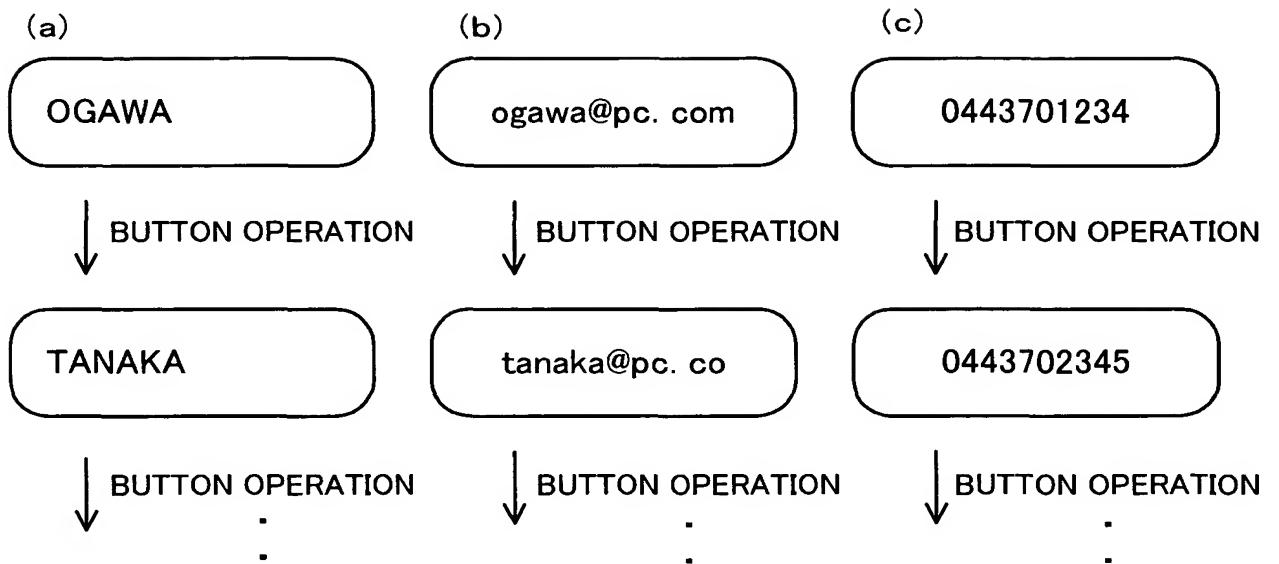 (a)
(b)
(c)
OGAWA
ogawa@pc. com
0443701234
BUTTON OPERATION
BUTTON OPERATION
BUTTON OPERATION
TANAKA
tanaka@pc. co
0443702345
BUTTON OPERATION
BUTTON OPERATION
BUTTON OPERATION